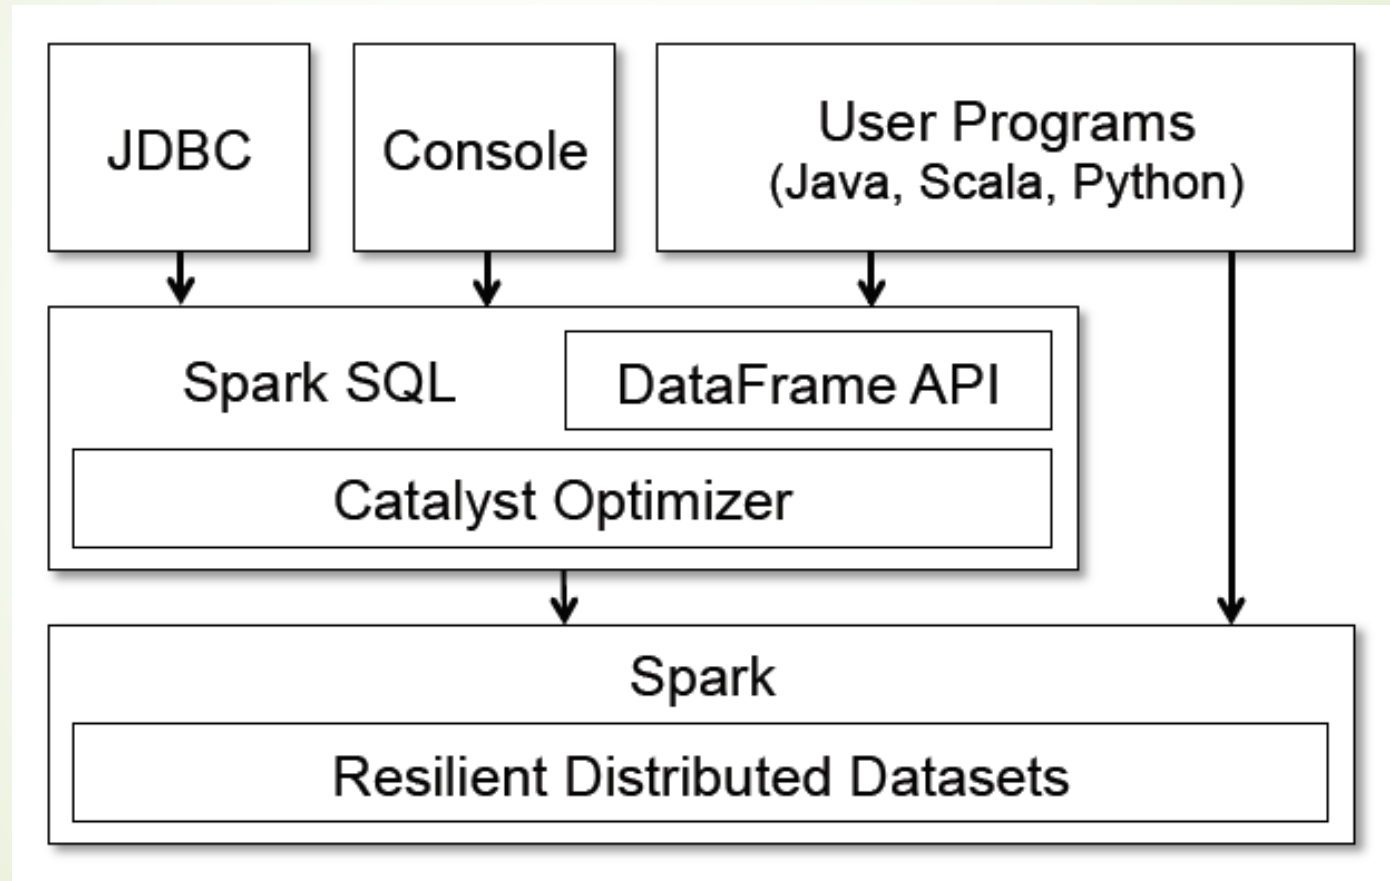 JDBC
Console
User Programs
(Java, Scala, Python)
Spark SQL
DataFrame API
Catalyst Optimizer
Spark
Resilient Distributed Datasets